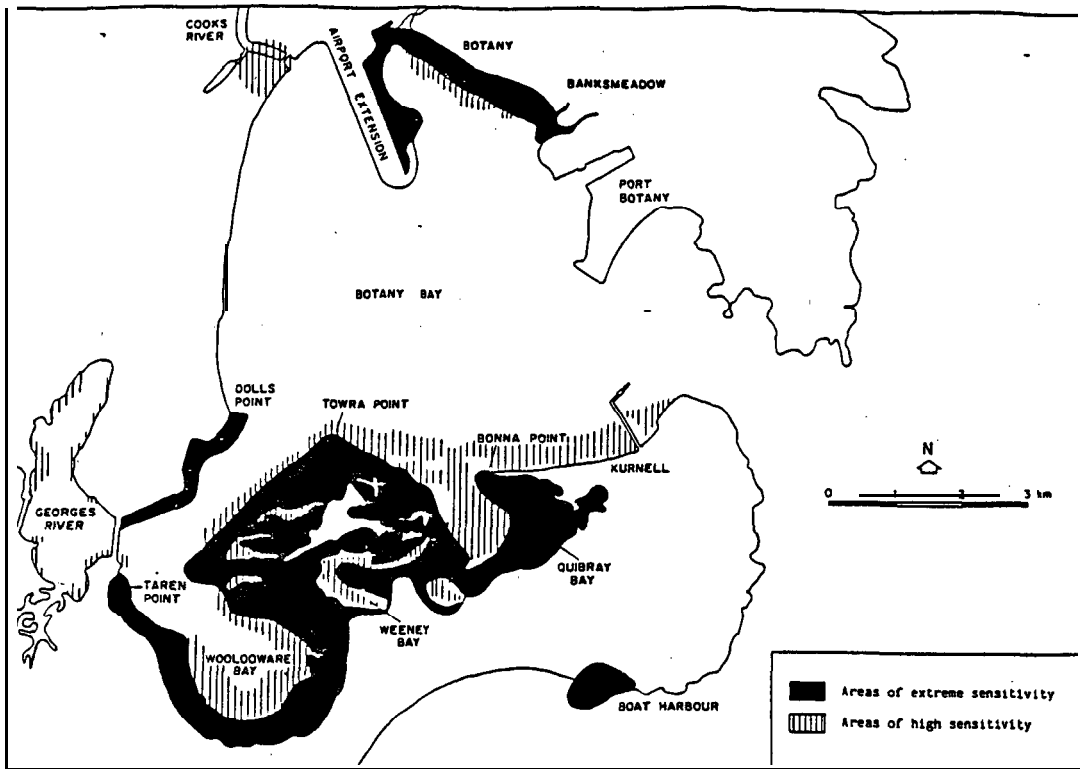 COOKS
RIVER
AIRPORT EXTENSION
BOTANY
BANKSMEADOW
PORT
BOTANY
BOTANY BAY
DOLLS
POINT
TOWRA POINT
BONNA POINT
KURNELL
N
0 1 2 3 km
GEORGES
RIVER
QUIBRAY
BAY
TAREN
POINT
WEENEY
BAY
WOOLOOWARE
BAY
BOAT HARBOUR
Areas of extreme sensitivity
Areas of high sensitivity